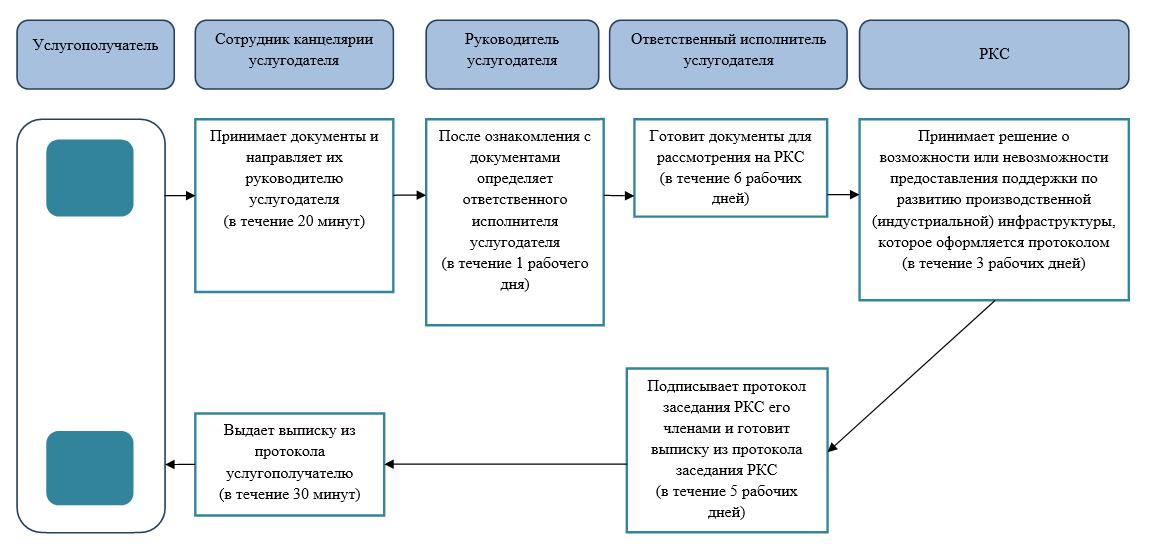 Услугополучатель
Сотрудник канцелярии
услугодателя
Руководитель
услугодателя
Ответственный исполнитель
услугодателя
РКС
Принимает документы и
направляет их
руководителю
услугодателя
(в течение 20 минут)
После ознакомления с
документами
определяет
ответственного
исполнителя
услугодателя
(в течение 1 рабочего
дня)
Готовит документы для
рассмотрения на РКС
(в течение 6 рабочих
дней)
Принимает решение о
возможности или невозможности
предоставления поддержки по
развитию производственной
(индустриальной) инфраструктуры,
которое оформляется протоколом
(в течение 3 рабочих дней)
Подписывает протокол
заседания РКС его
членами и готовит
выписку из протокола
заседания РКС
(в течение 5 рабочих
дней)
Выдает выписку из
протокола
услугополучателю
(в течение 30 минут)